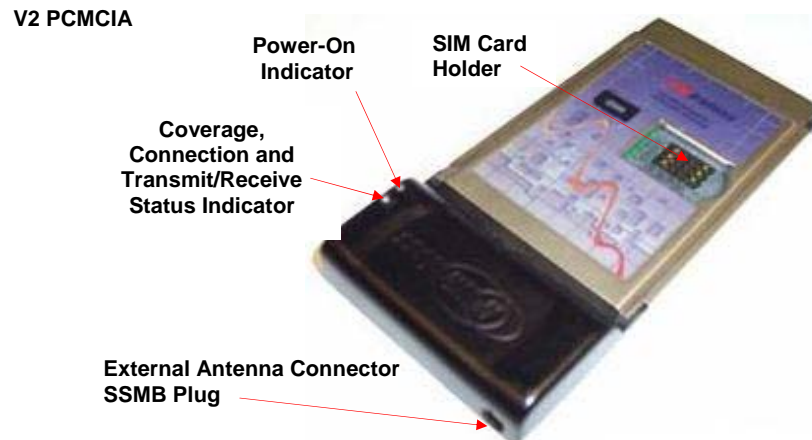 V2 PCMCIA
Power-On
Indicator
SIM Card
Holder
Coverage,
Connection and
Transmit/Receive
Status Indicator
External Antenna Connector
SSMB Plug